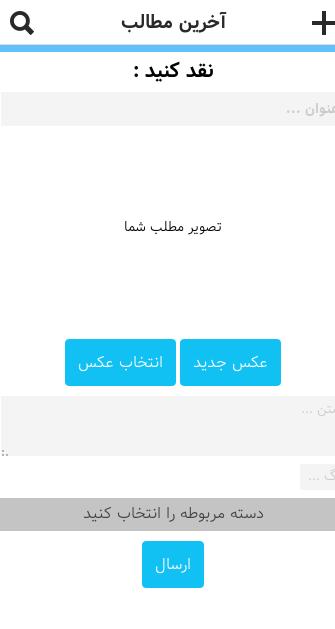 آخرین مطالب
نقد کنید :
عنوان ...
تصویر مطلب شما
عکس جدید انتخاب عکس
متن ...
دسته مربوطه را انتخاب کنید
ارسال